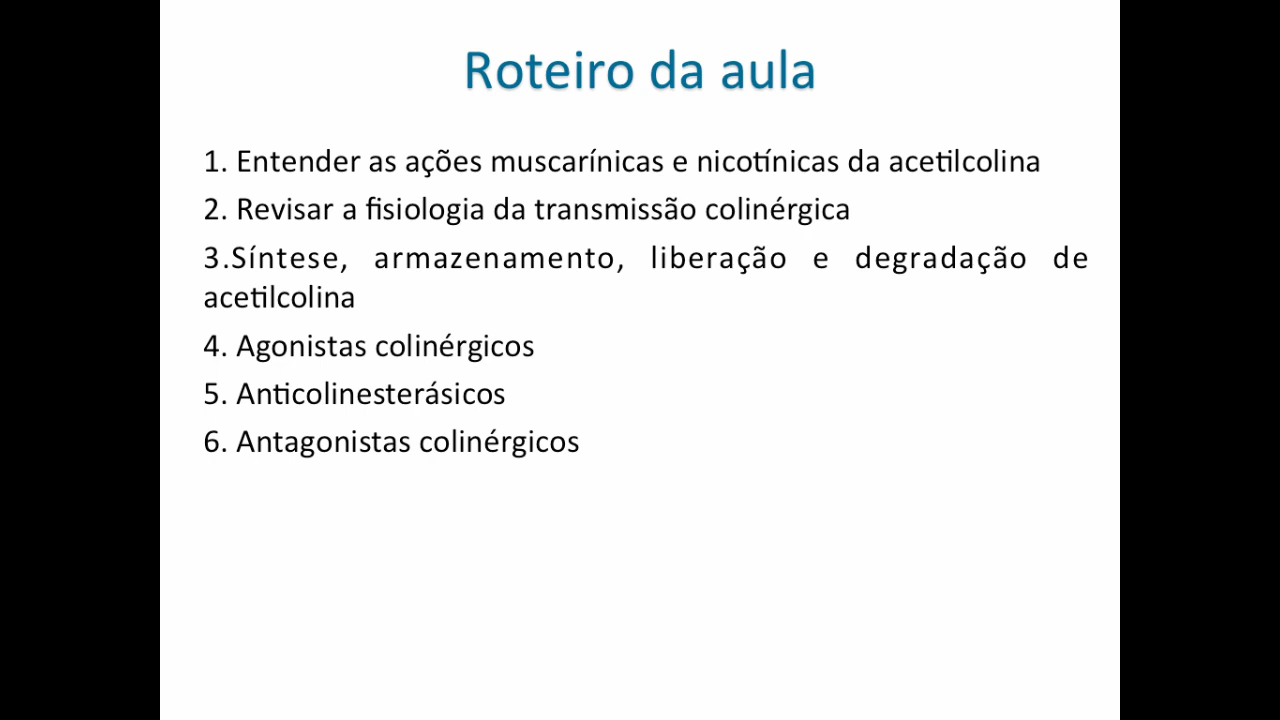 Roteiro da aula
1. Entender as ações muscarínicas e nicotínicas da acetilcolina
2. Revisar a fisiologia da transmissão colinérgica
3.Síntese, armazenamento, liberação e degradação de
acetilcolina
4. Agonistas colinérgicos
5. Anticolinesterásicos
6. Antagonistas colinérgicos